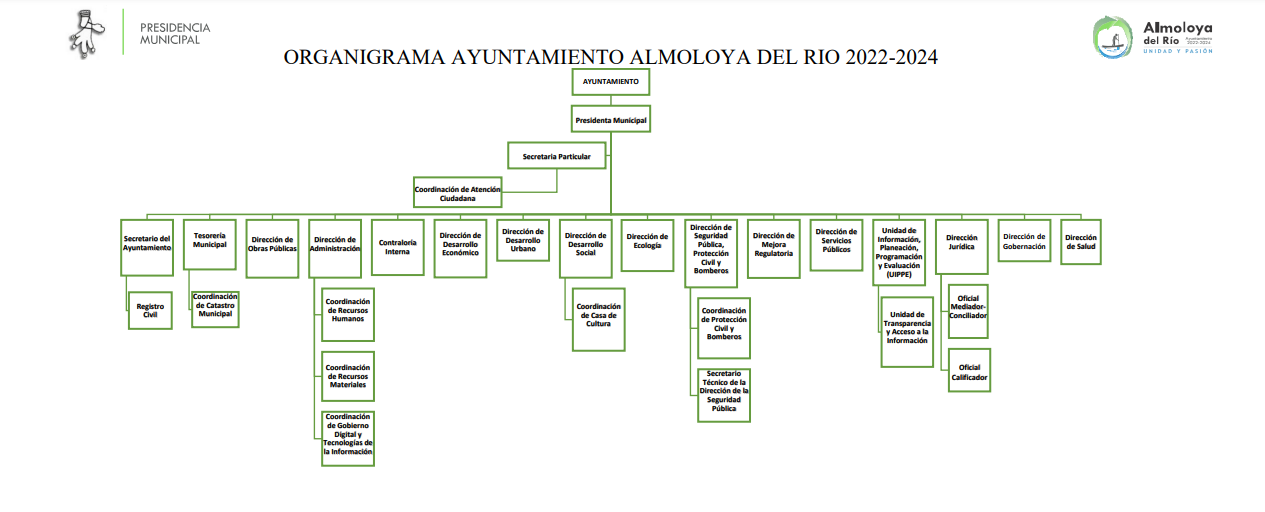 PRESIDENCIA
MUNICIPAL
Almoloya
del Río Ayuntamiento
2022-2024
UNIDAD Y PASIÓN
ORGANIGRAMA AYUNTAMIENTO ALMOLOYA DEL RIO 2022-2024
AYUNTAMIENTO
Presidenta Municipal
Secretaria Particular
Coordinación de Atención
Ciudadana
Secretario del
Ayuntamiento
Tesorería
Municipal
Dirección de
Obras Públicas
Dirección de
Administración
Contraloría
Interna
Dirección de
Desarrollo
Económico
Dirección de
Desarrollo
Urbano
Dirección de
Desarrollo
Social
Dirección de
Ecología
Dirección de
Seguridad
Pública,
Protección
Civil y
Bomberos
Dirección
de Mejora
Regulatoria
Dirección de
Servicios
Públicos
Unidad de
Información,
Planeación,
Programación
y Evaluación
(UIPPE)
Dirección
Jurídica
Dirección de
Gobernación
Dirección
de Salud
Registro
Civil
Coordinación
de Catastro
Municipal
Coordinación
de Recursos
Humanos
Coordinación
de Recursos
Materiales
Coordinación
de Gobierno
Digital y
Tecnologías de
la Información
Coordinación
de Casa de
Cultura
Coordinación
de Protección
Civil y
Bomberos
Secretario
Técnico de la
Dirección de la
Seguridad
Pública
Unidad de
Transparencia
y Acceso a la
Información
Oficial
Mediador-
Conciliador
Oficial
Calificador